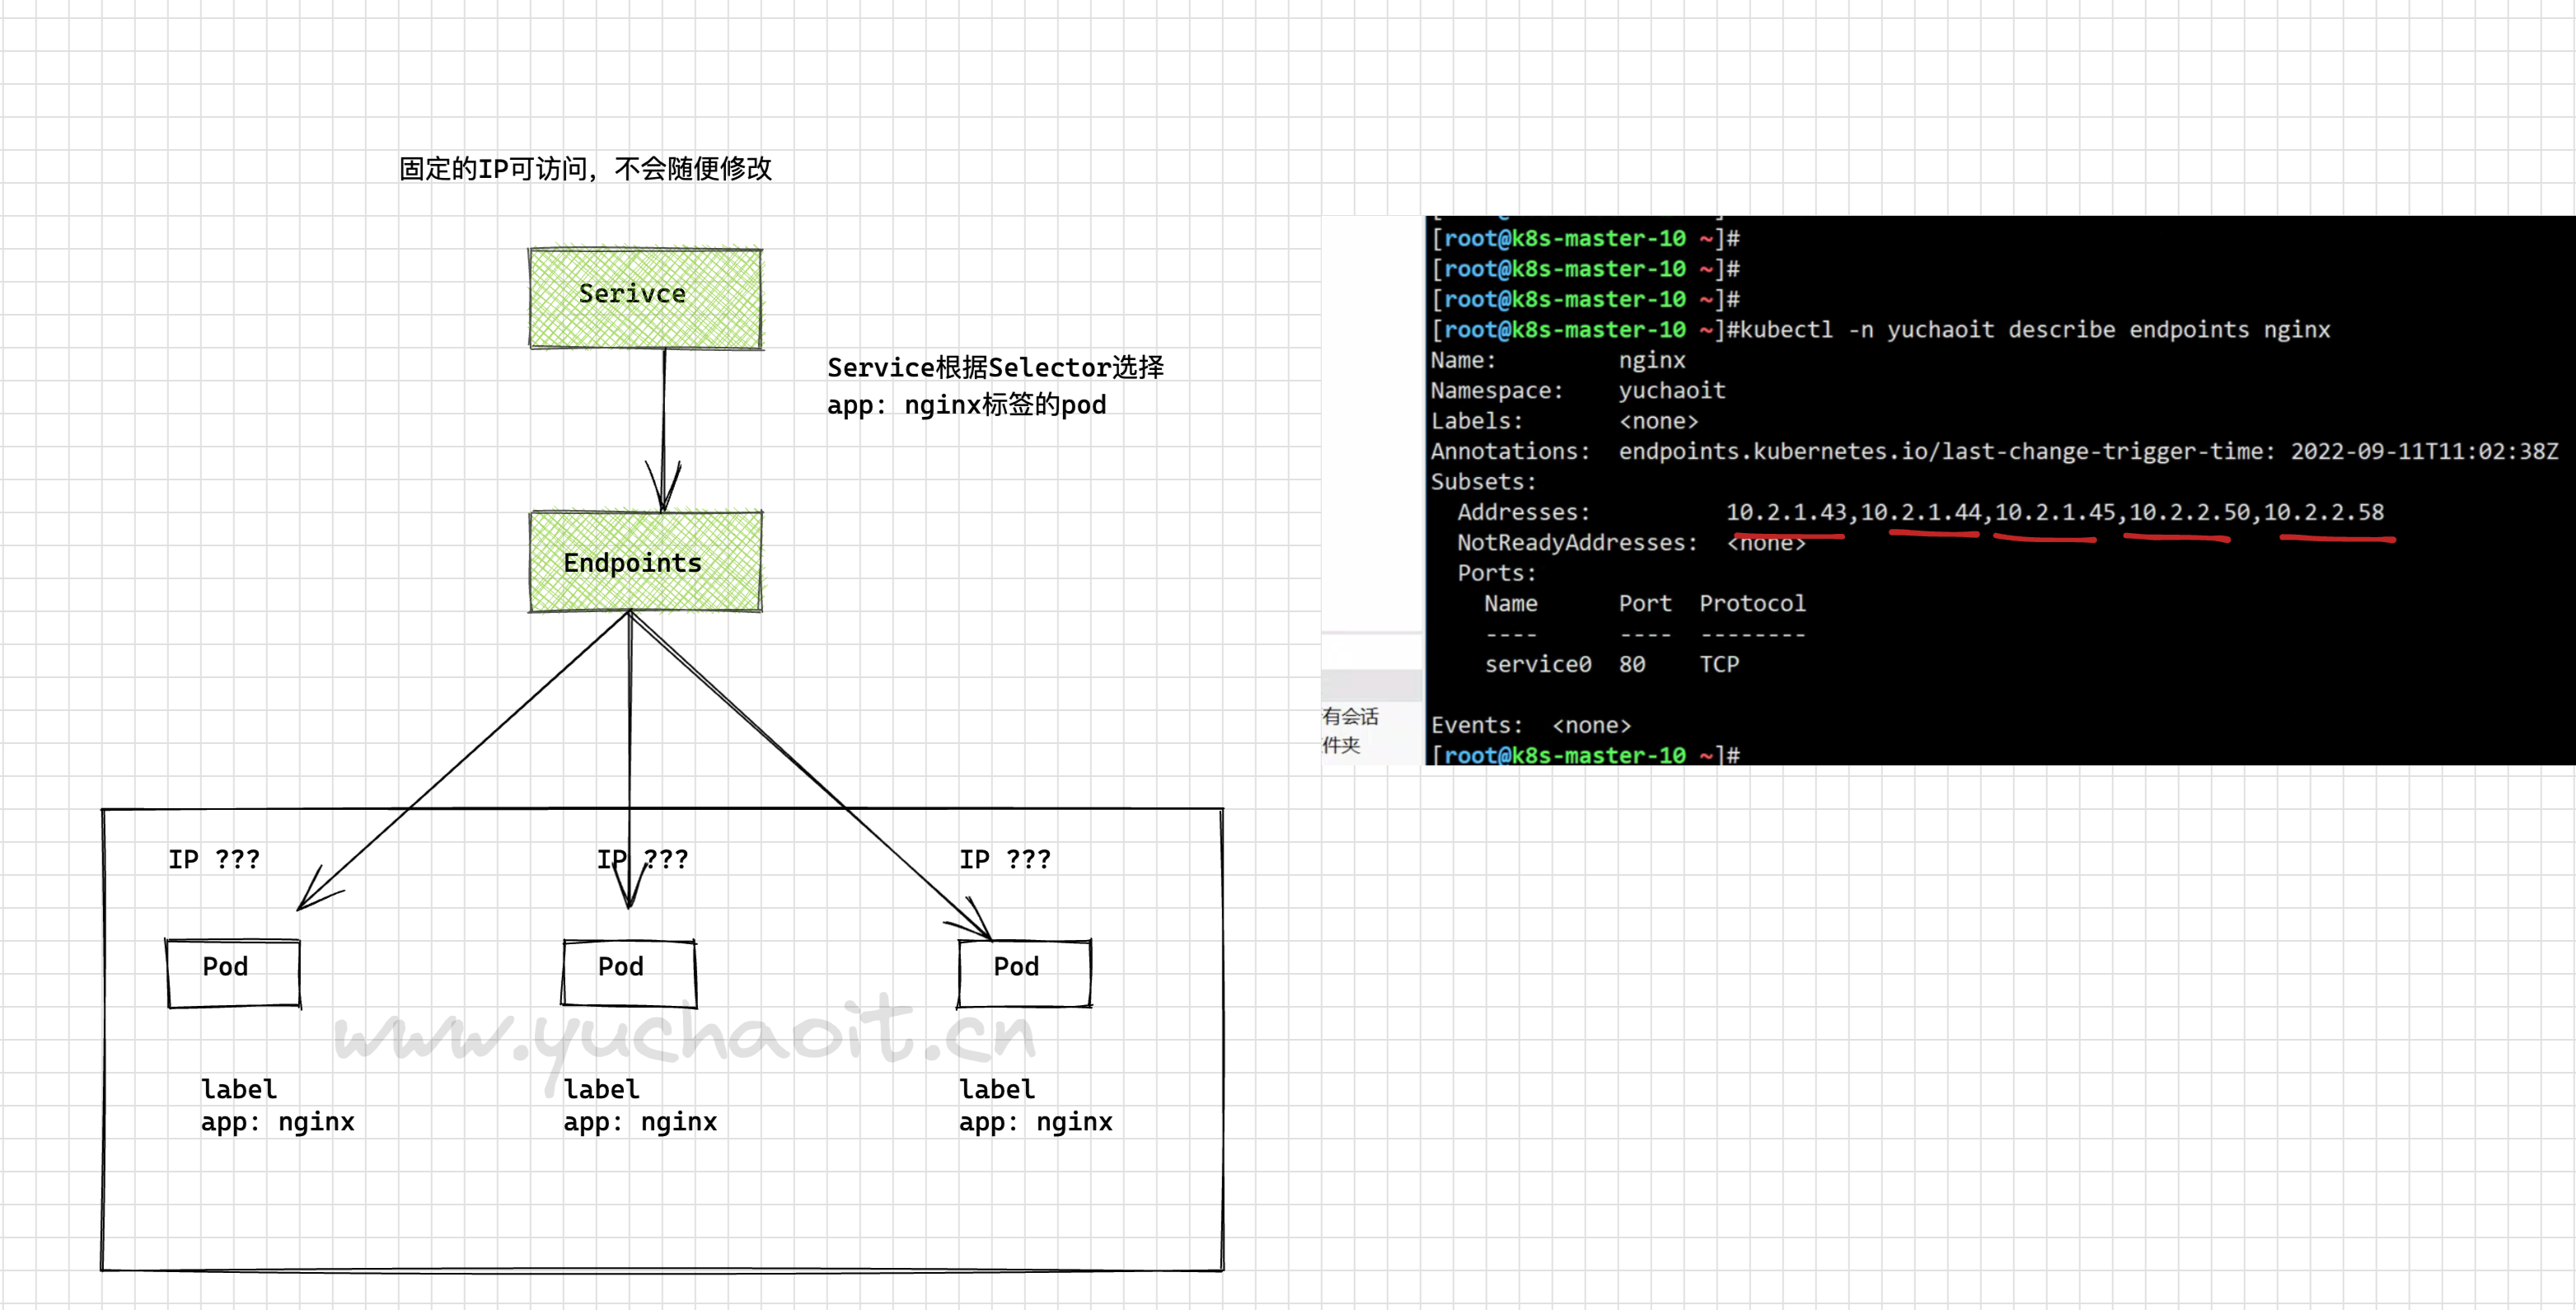 固定的IP可访问，不会随便修改
Serivce
Service根据Selector选择
app: nginx标签的pod
Endpoints
IP ???
IP ???
IP ???
Pod
Pod
Pod
www.yuchaoit.cn
label
app: nginx
label
app: nginx
label
app: nginx
[root@k8s-master-10 ~]#
[root@k8s-master-10 ~]#
[root@k8s-master-10 ~]#
[root@k8s-master-10 ~]#kubectl -n yuchaoit describe endpoints nginx
Name: nginx
Namespace: yuchaoit
Labels: <none>
Annotations: endpoints.kubernetes.io/last-change-trigger-time: 2022-09-11T11:02:38Z
Subsets:
Addresses: 10.2.1.43,10.2.1.44,10.2.1.45,10.2.2.50,10.2.2.58
NotReadyAddresses: <none>
Ports:
Name Port Protocol
---- ---- --------
service0 80 TCP
Events: <none>
[root@k8s-master-10 ~]#
有会话
件夹